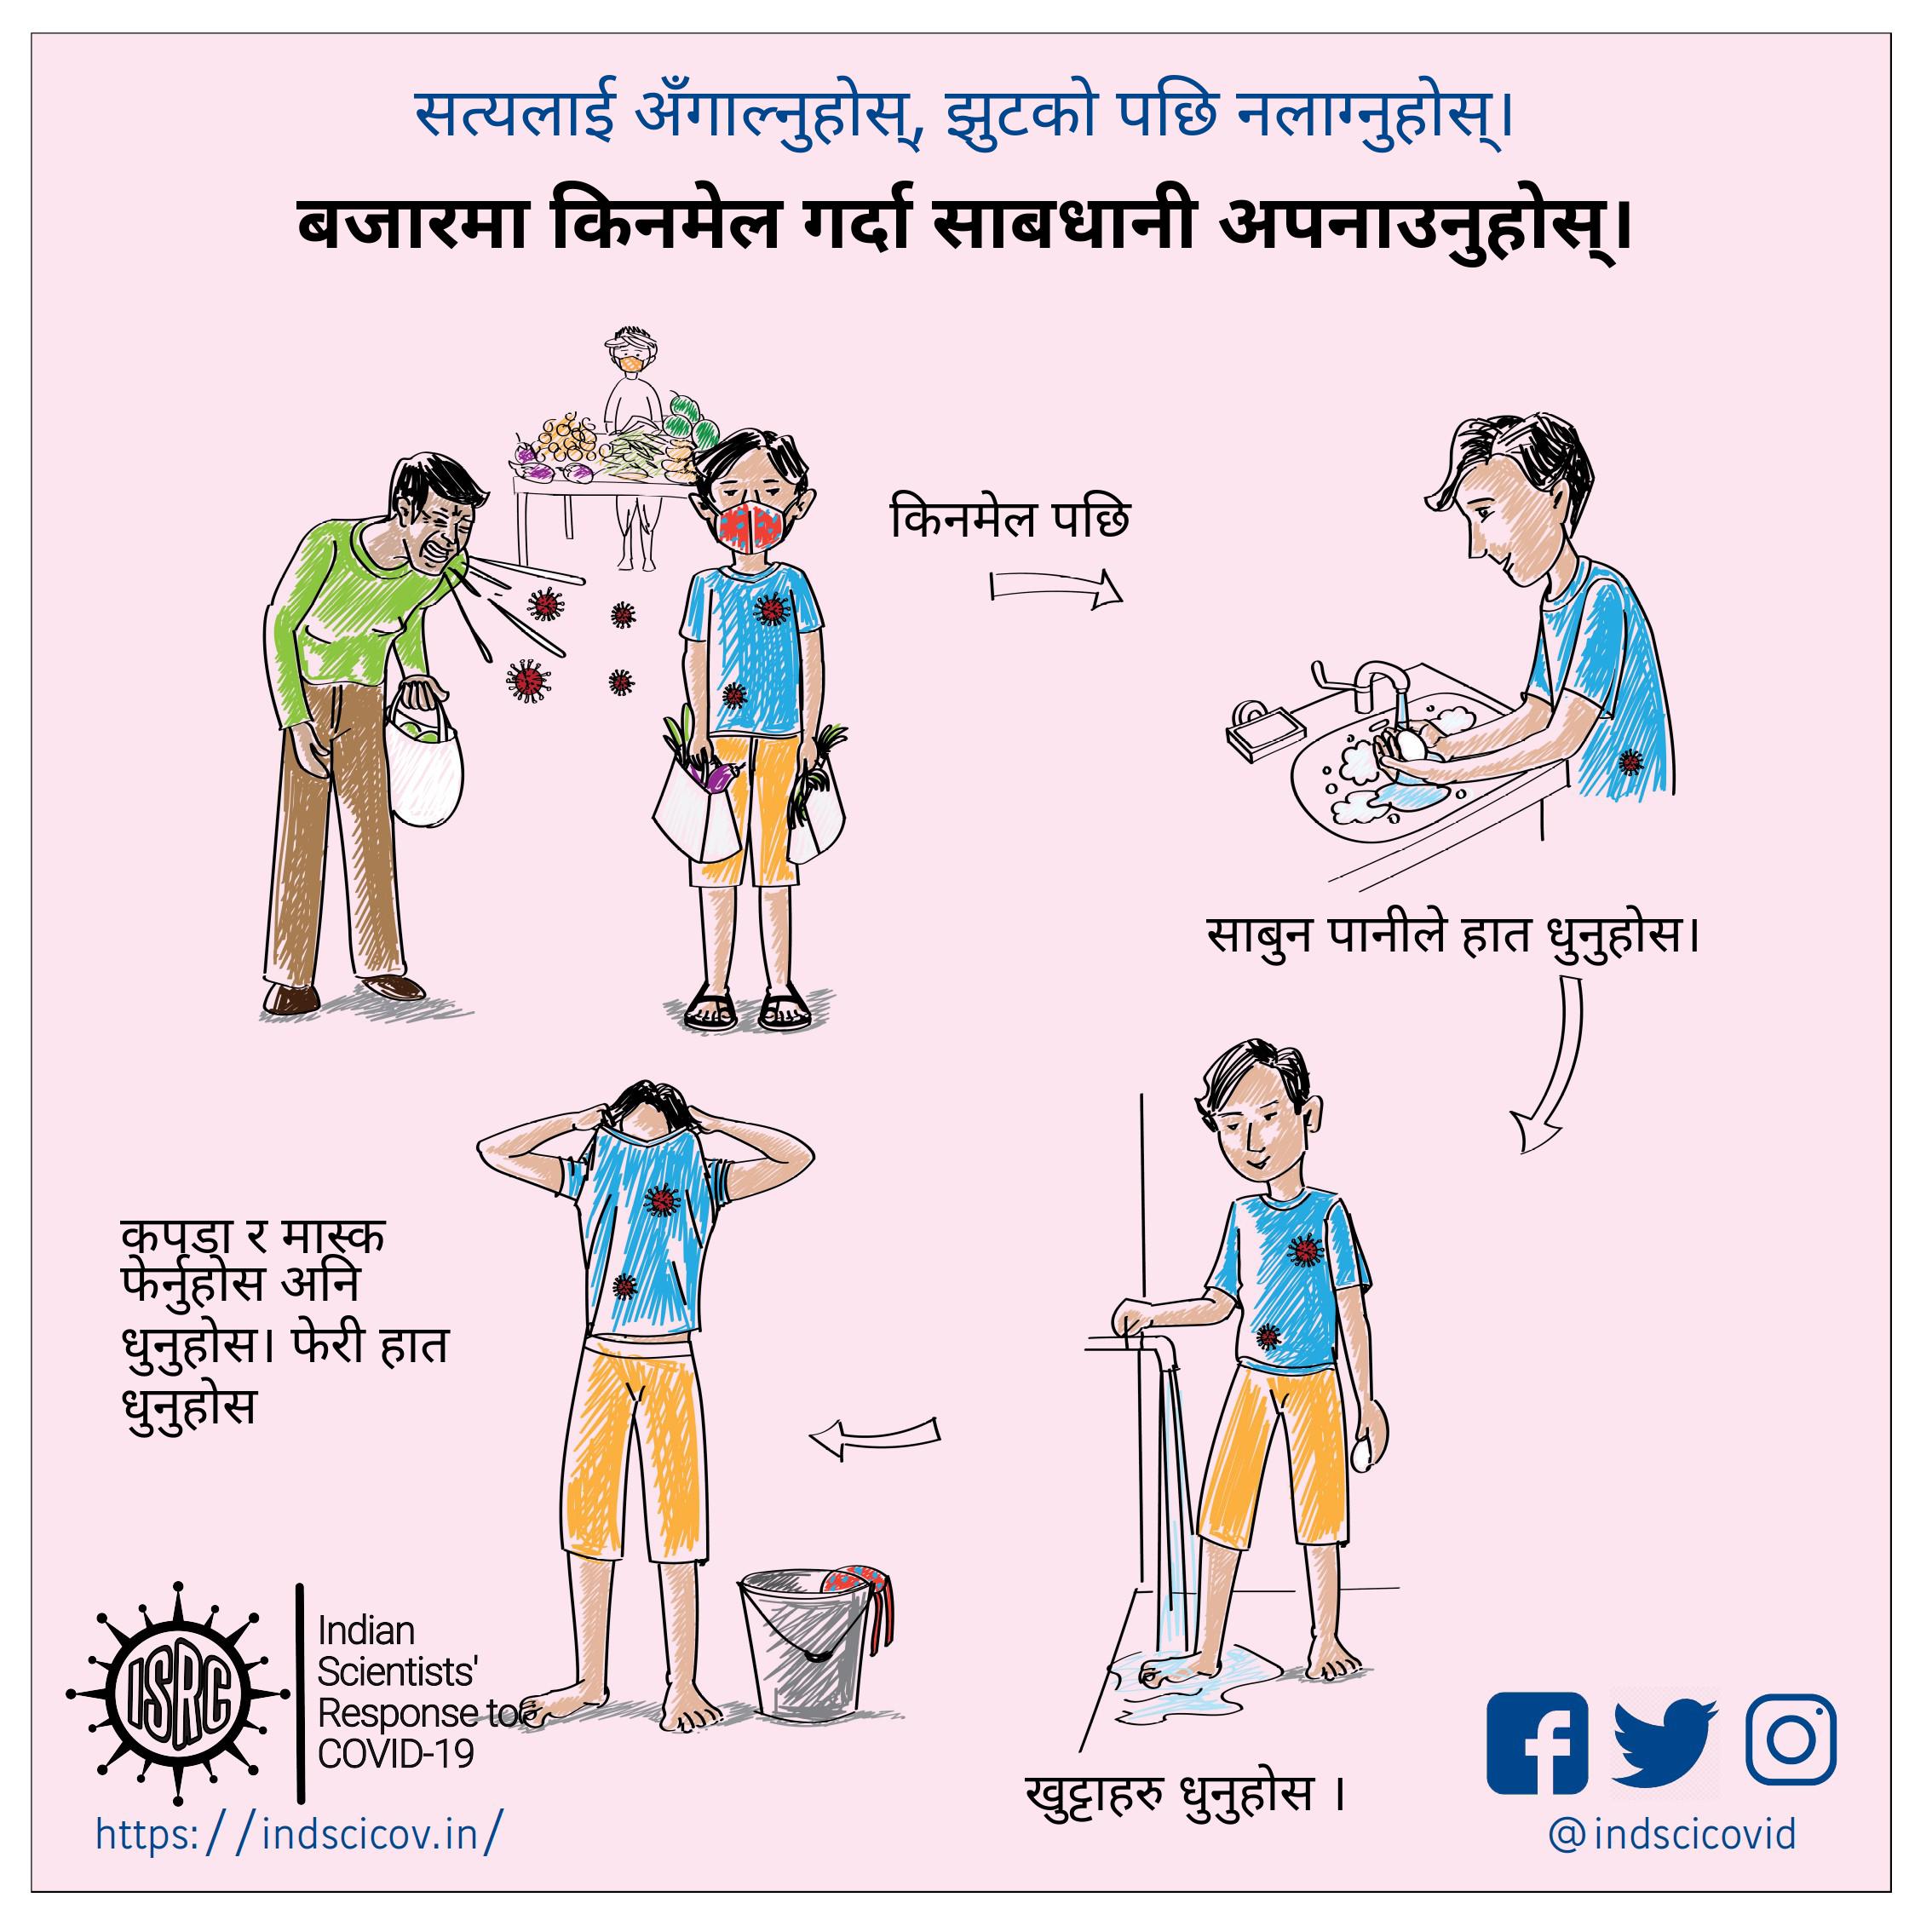 सत्यलाई अँगाल्नुहोस्, झुटको पछि नलाग्नुहोस्।
बजारमा किनमेल गर्दा साबधानी अपनाउनुहोस्।
किनमेल पछि
साबुन पानीले हात धुनुहोस।
कपडा र मास्क
फेर्नुहोस अनि
धुनुहोस। फेरी हात
धुनुहोस
खुट्टाहरु धुनुहोस ।
ISRC
Indian
Scientists'
Response to
COVID-19
https://indscicov.in/
@indscicovid